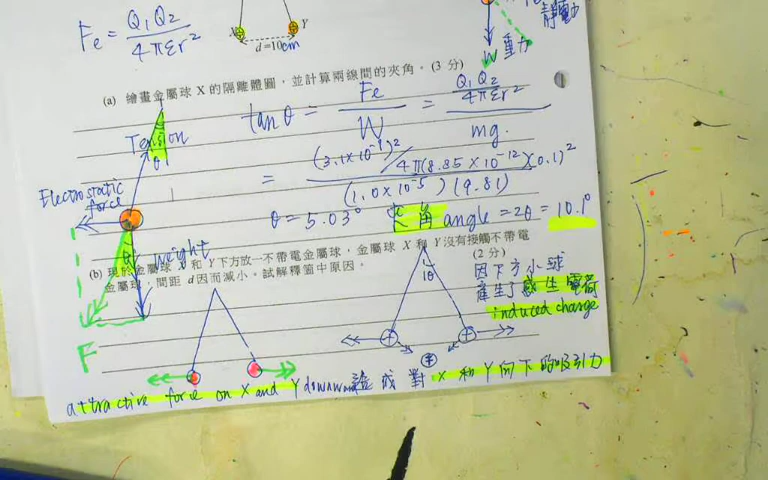 Fe = Q₁Q₂ / 4πεr²
X Y
d = 10cm
靜動
W 重力
(a) 繪畫金屬球 X 的隔離體圖，並計算兩線間的夾角。(3 分)
Tension
θ
tanθ = Fe / W = (Q₁Q₂ / 4πεr²) / mg
= (3.1×10⁻⁹)² / 4π(8.85×10⁻¹²)(0.1)² / (1.0×10⁻⁵)(9.81)
Electrostatic force
θ = 5.03° 夾角 angle = 2θ = 10.1°
θ weight
F
(b) 現於金屬球 X 和 Y 下方放一不帶電金屬球，金屬球 X 和 Y 沒有接觸不帶電
金屬球，間距 d 因而減小。試解釋箇中原因。
(2 分)
因下方小球
產生了感生電荷
induced charge
+ + +
attractive force on X and Y downward 造成對 X 和 Y 向下的吸引力